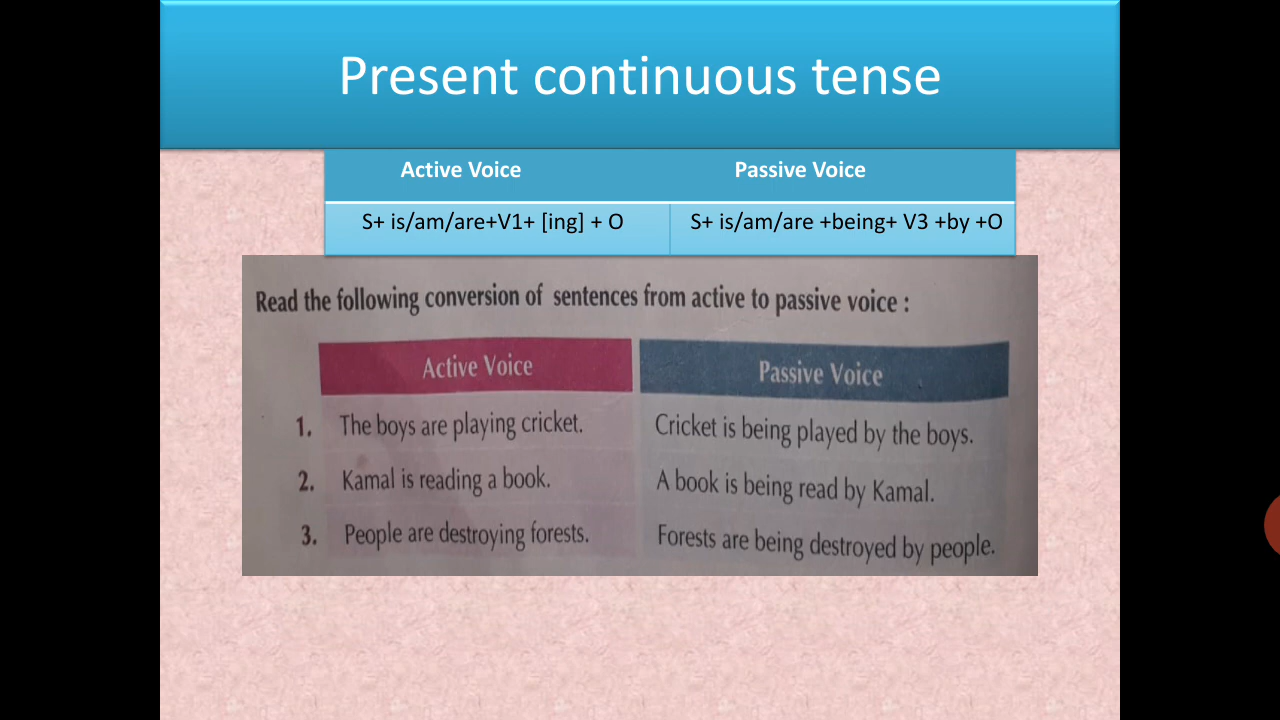 Present continuous tense
Active Voice Passive Voice
S+ is/am/are+V1+ [ing] + O S+ is/am/are +being+ V3 +by +O
Read the following conversion of sentences from active to passive voice :
Active Voice Passive Voice
1. The boys are playing cricket. Cricket is being played by the boys.
2. Kamal is reading a book. A book is being read by Kamal.
3. People are destroying forests. Forests are being destroyed by people.